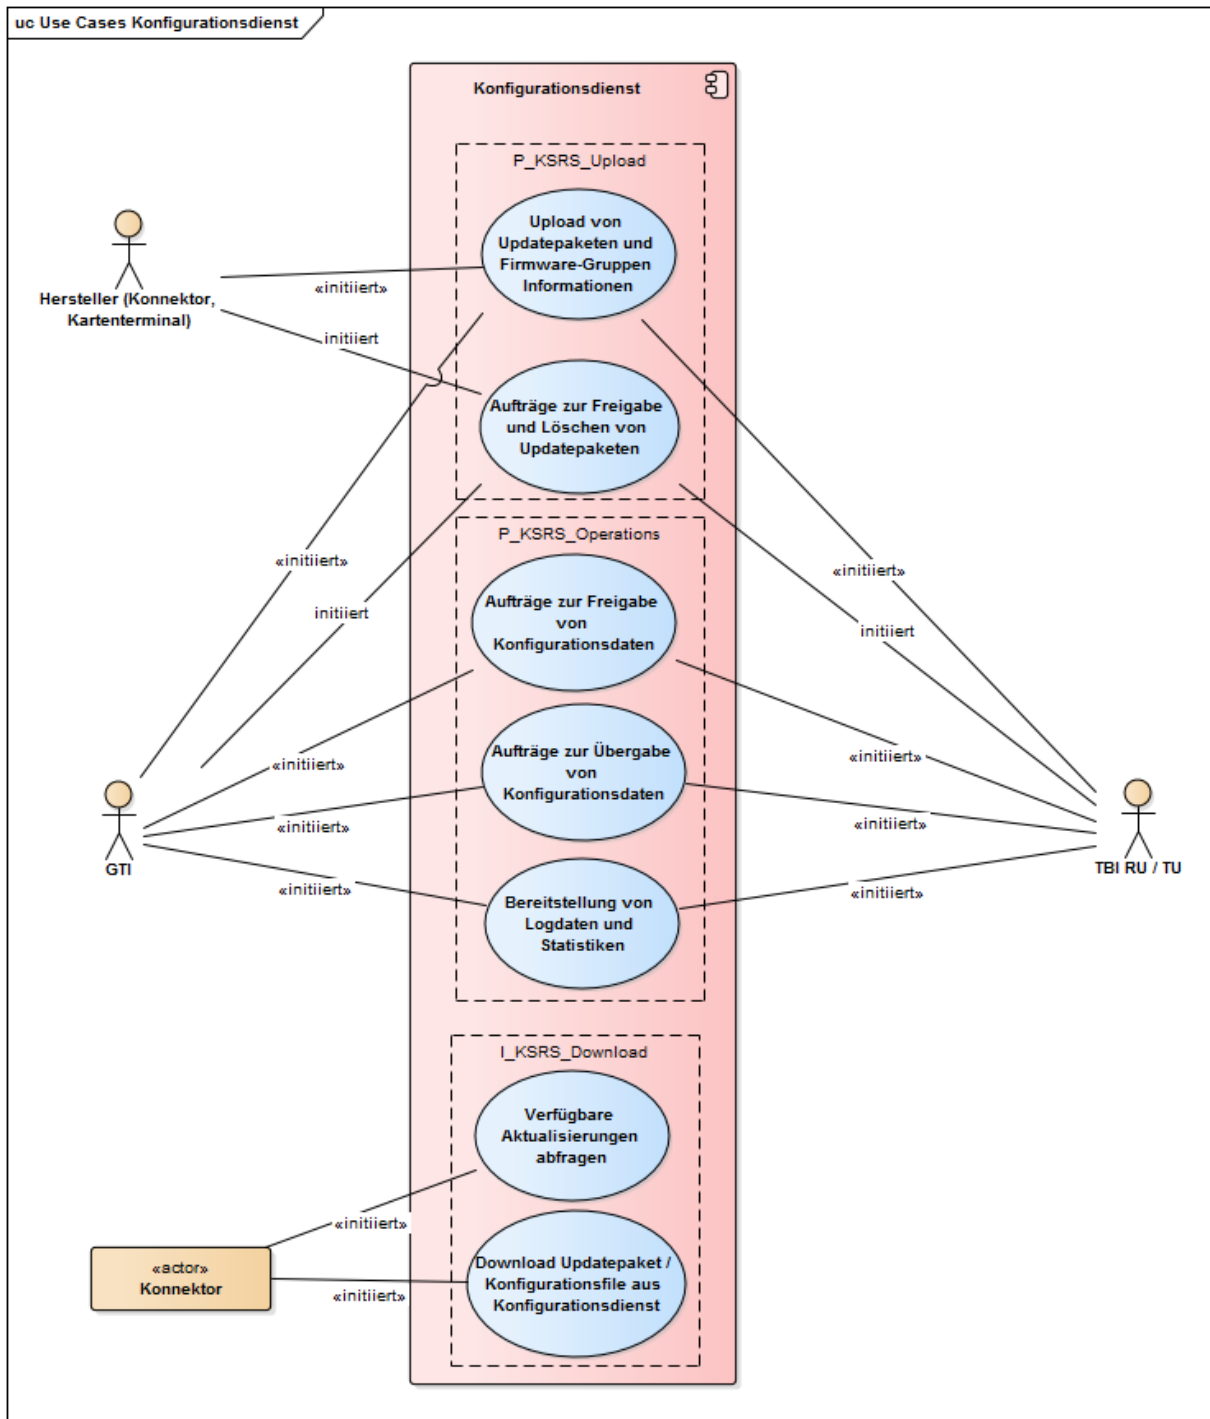 uc Use Cases Konfigurationsdienst
Konfigurationsdienst
P_KSRS_Upload
Upload von
Updatepaketen und
Firmware-Gruppen
Informationen
Hersteller (Konnektor,
Kartenterminal)
«initiiert»
initiiert
Aufträge zur Freigabe
und Löschen von
Updatepaketen
P_KSRS_Operations
«initiiert»
«initiiert»
Aufträge zur Freigabe
von
Konfigurationsdaten
initiiert
initiiert
Aufträge zur Übergabe
von
Konfigurationsdaten
«initiiert»
«initiiert»
«initiiert»
«initiiert»
GTI
TBI RU / TU
Bereitstellung von
Logdaten und
Statistiken
«initiiert»
«initiiert»
I_KSRS_Download
Verfügbare
Aktualisierungen
abfragen
«initiiert»
«actor»
Konnektor
Download Updatepaket /
Konfigurationsfile aus
Konfigurationsdienst
«initiiert»